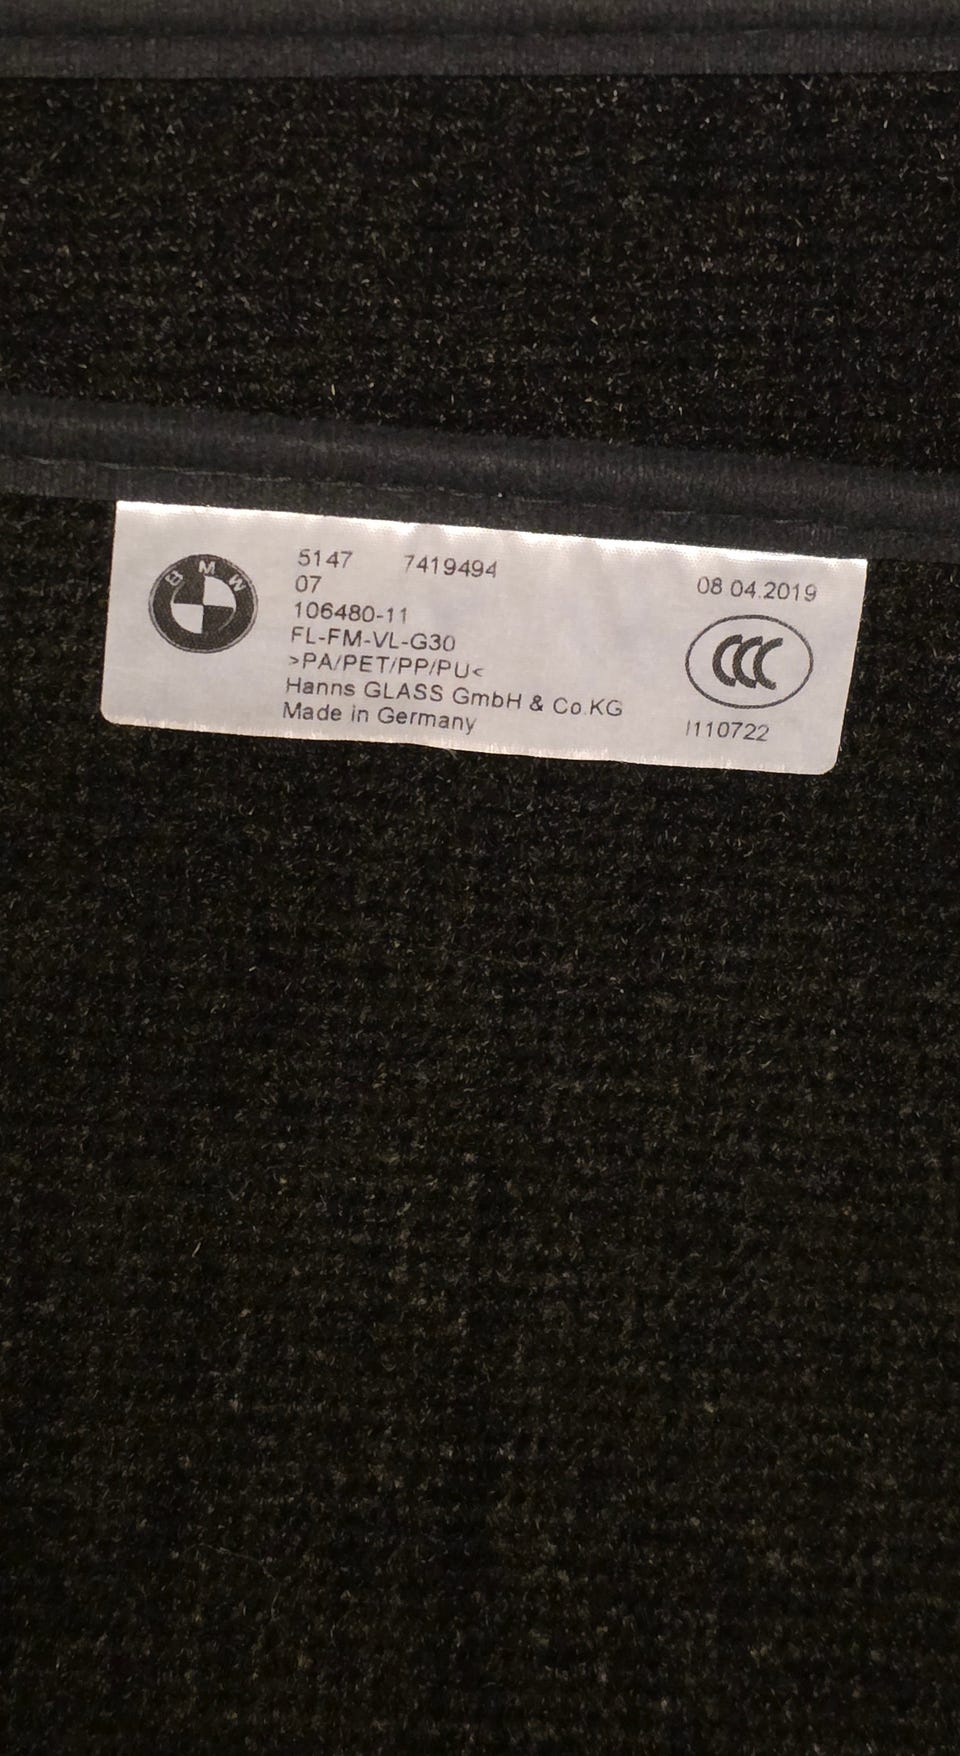 BMW
5147 7419494
07
106480-11
FL-FM-VL-G30
>PA/PET/PP/PU<
Hanns GLASS GmbH & Co.KG
Made in Germany
08.04.2019
CCC
I110722